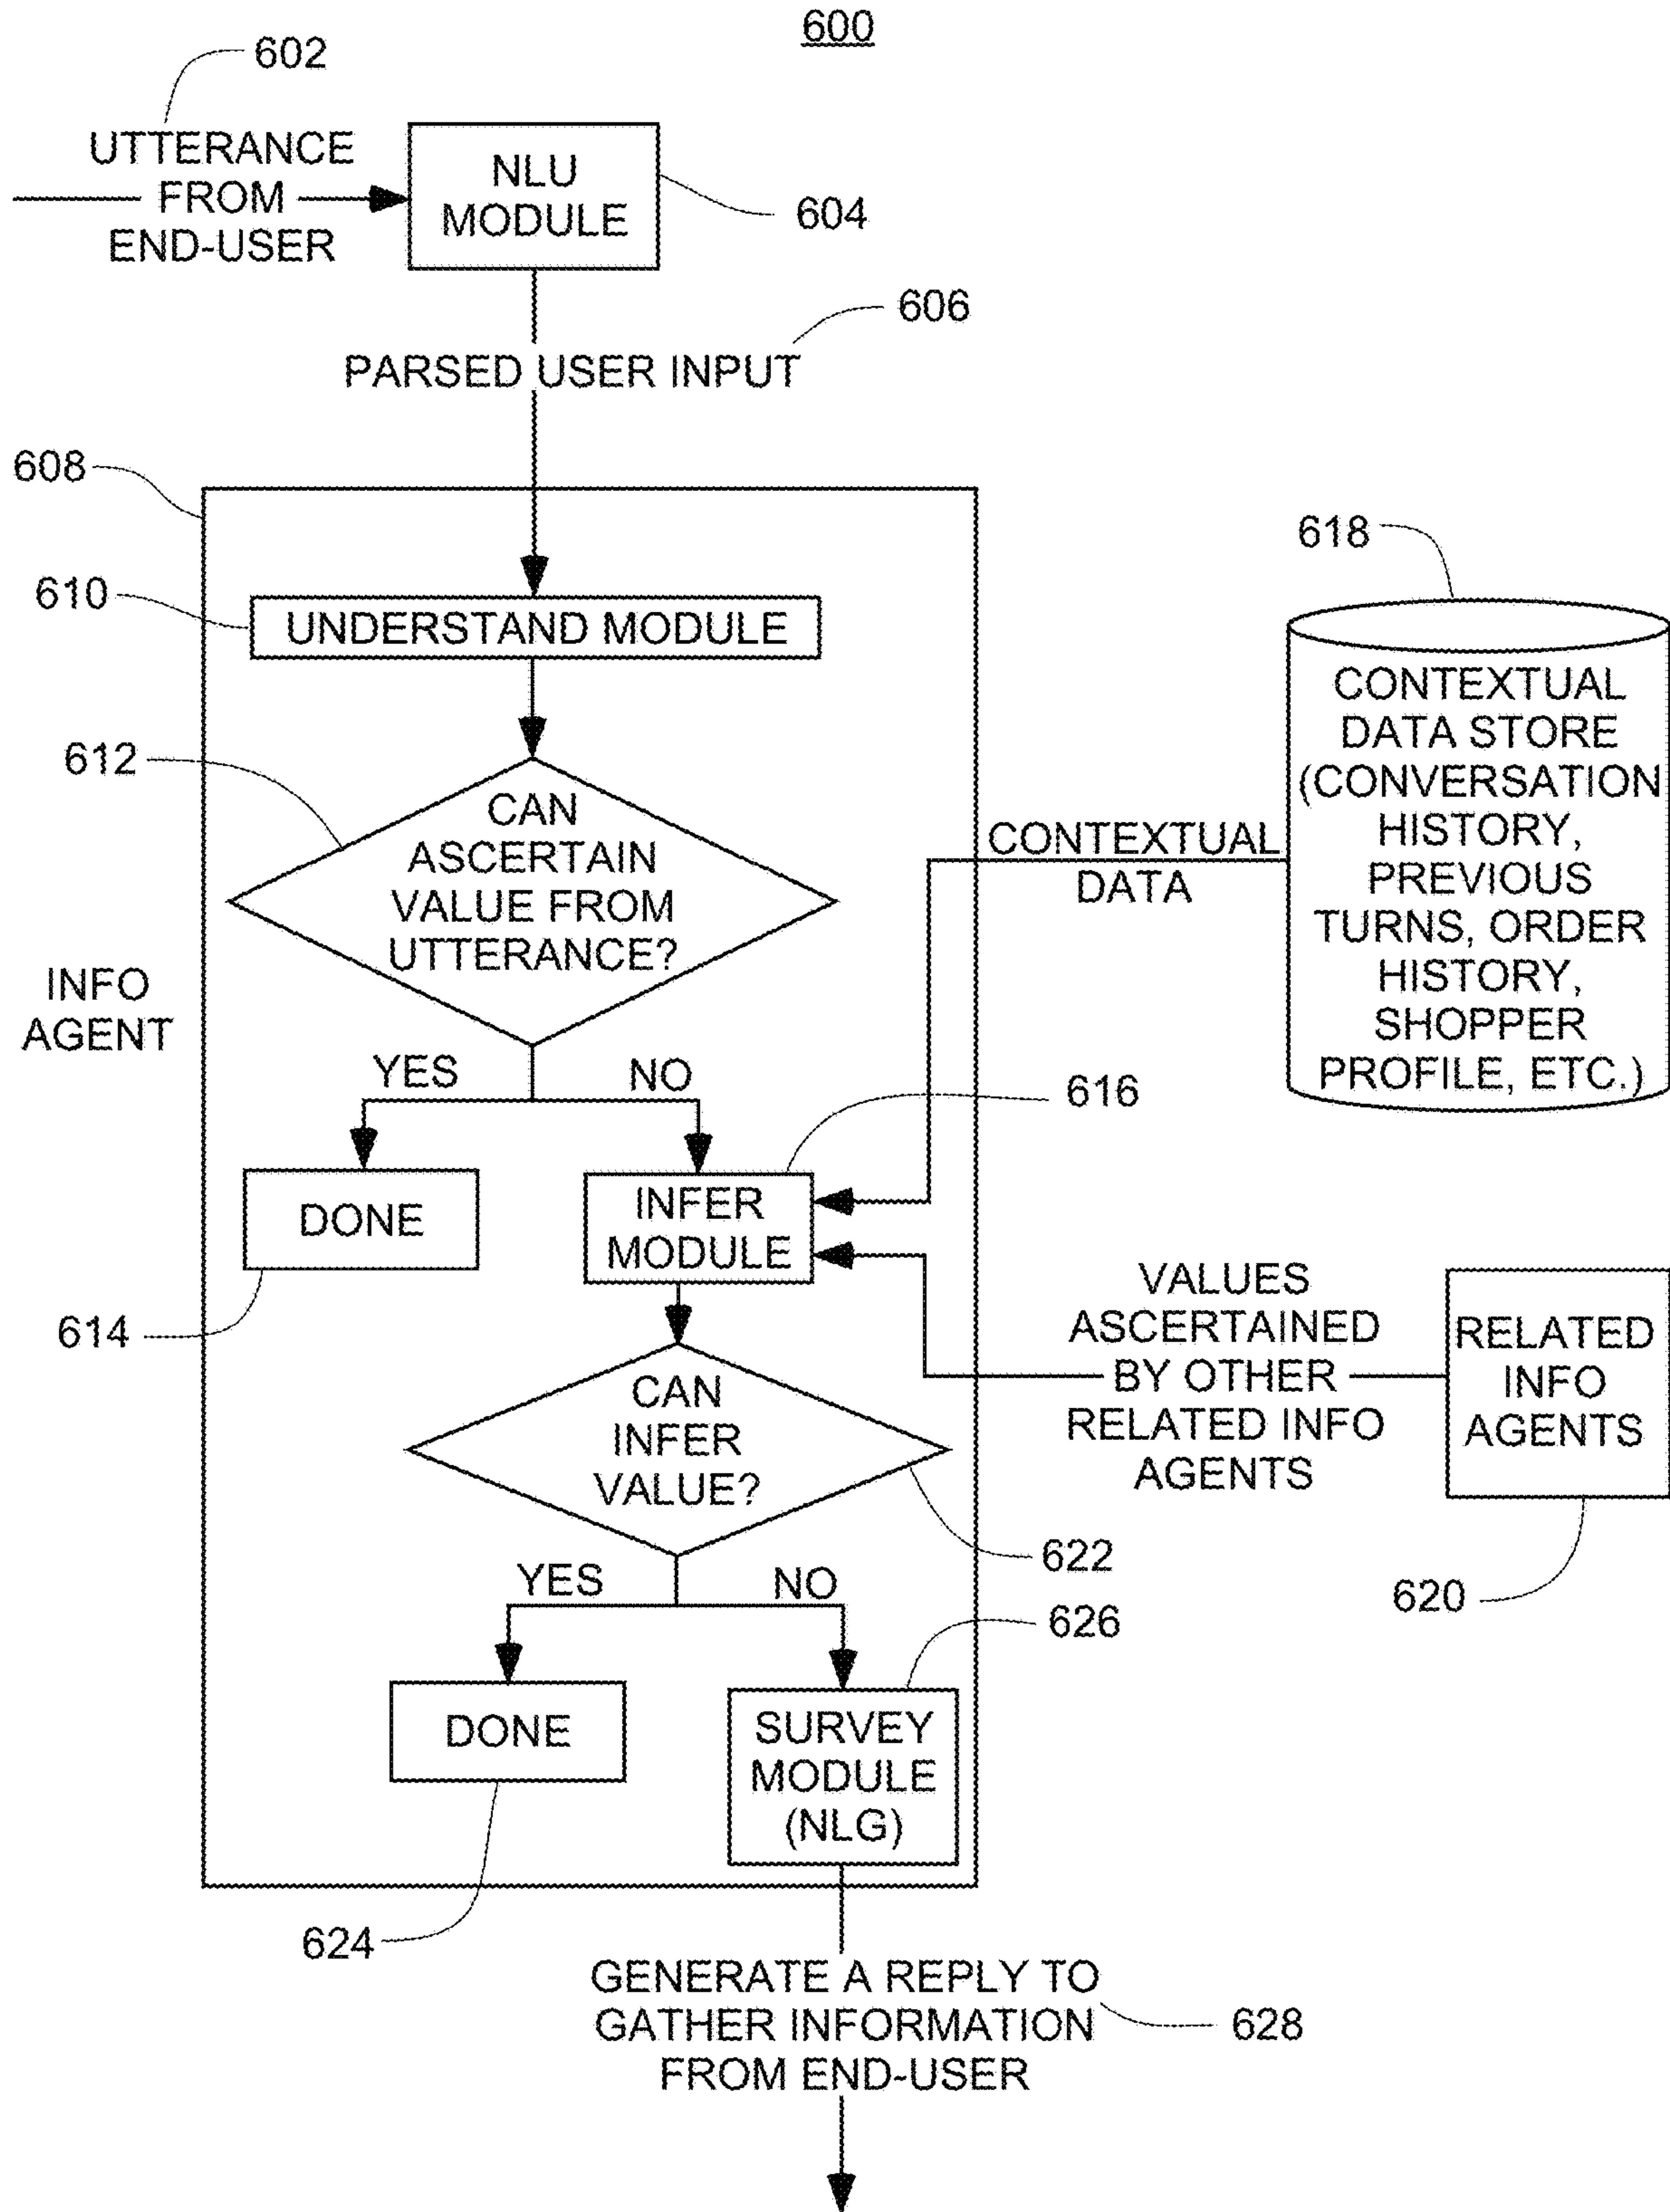 600
602
UTTERANCE
FROM
END-USER
NLU
MODULE
604
606
PARSED USER INPUT
608
610
UNDERSTAND MODULE
618
CONTEXTUAL
DATA STORE
(CONVERSATION
HISTORY,
PREVIOUS
TURNS, ORDER
HISTORY,
SHOPPER
PROFILE, ETC.)
612
CAN
ASCERTAIN
VALUE FROM
UTTERANCE?
CONTEXTUAL
DATA
INFO
AGENT
YES
NO
616
DONE
INFER
MODULE
614
VALUES
ASCERTAINED
BY OTHER
RELATED INFO
AGENTS
RELATED
INFO
AGENTS
CAN
INFER
VALUE?
622
620
YES
NO
626
DONE
SURVEY
MODULE
(NLG)
624
GENERATE A REPLY TO
GATHER INFORMATION
FROM END-USER
628